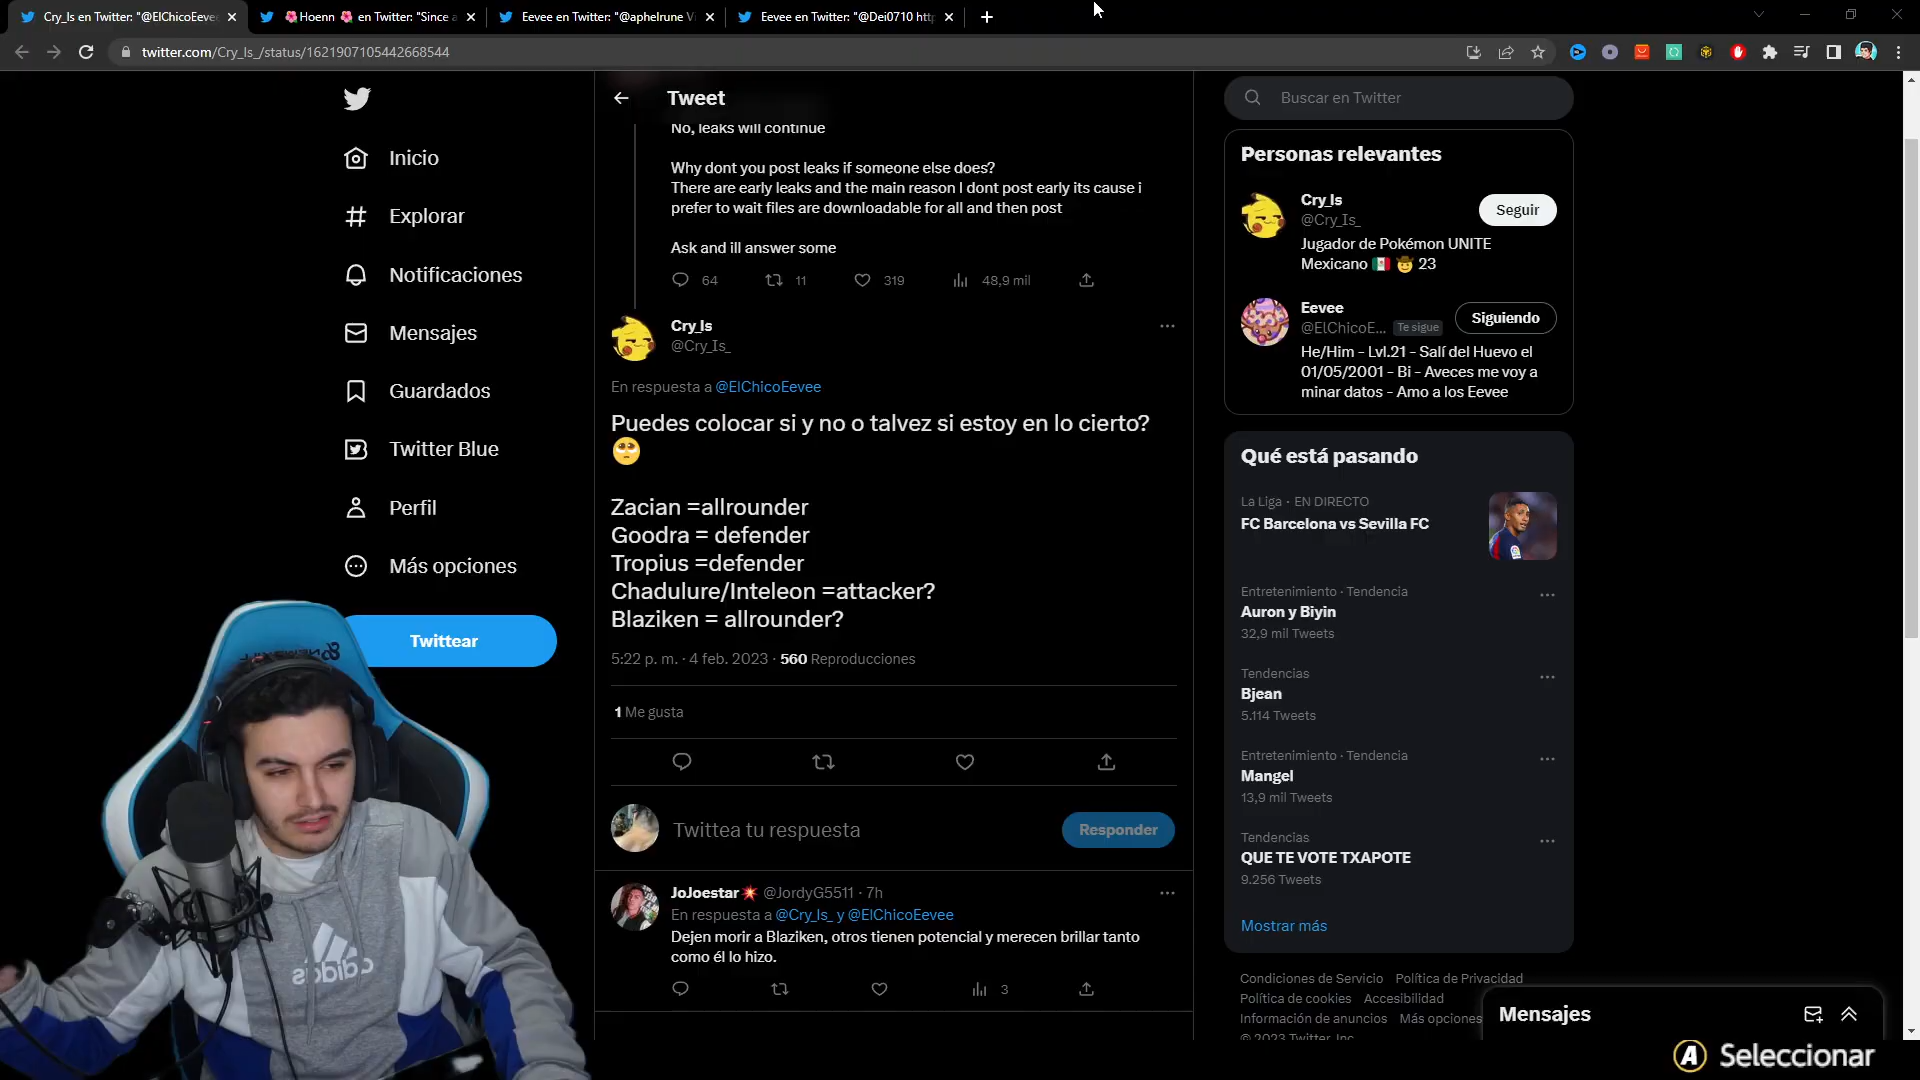 Cry_Is en Twitter: "@ElChicoEevee
🌺Hoenn 🌺 en Twitter: "Since a
Eevee en Twitter: "@aphelrune Vi
Eevee en Twitter: "@Dei0710 htt
twitter.com/Cry_Is_/status/1621907105442668544
Tweet
Buscar en Twitter
No, leaks will continue
Why dont you post leaks if someone else does?
There are early leaks and the main reason I dont post early its cause i
prefer to wait files are downloadable for all and then post
Ask and ill answer some
64 11 319 48,9 mil
Inicio
Explorar
Notificaciones
Mensajes
Guardados
Twitter Blue
Perfil
Más opciones
Twittear
Cry_Is
@Cry_Is_
En respuesta a @ElChicoEevee
Puedes colocar si y no o talvez si estoy en lo cierto?
🥺
Zacian =allrounder
Goodra = defender
Tropius =defender
Chadulure/Inteleon =attacker?
Blaziken = allrounder?
5:22 p. m. · 4 feb. 2023 · 560 Reproducciones
1 Me gusta
Twittea tu respuesta
Responder
JoJoestar💥 @JordyG5511 · 7h
En respuesta a @Cry_Is_ y @ElChicoEevee
Dejen morir a Blaziken, otros tienen potencial y merecen brillar tanto
como él lo hizo.
3
Personas relevantes
Cry_Is
@Cry_Is_
Seguir
Jugador de Pokémon UNITE
Mexicano 🇲🇽 🤠 23
Eevee
@ElChicoE... Te sigue
Siguiendo
He/Him - Lvl.21 - Salí del Huevo el
01/05/2001 - Bi - Aveces me voy a
minar datos - Amo a los Eevee
Qué está pasando
La Liga · EN DIRECTO
FC Barcelona vs Sevilla FC
Entretenimiento · Tendencia
Auron y Biyin
32,9 mil Tweets
Tendencias
Bjean
5.114 Tweets
Entretenimiento · Tendencia
Mangel
13,9 mil Tweets
Tendencias
QUE TE VOTE TXAPOTE
9.256 Tweets
Mostrar más
Condiciones de Servicio Política de Privacidad
Política de cookies Accesibilidad
Información de anuncios Más opciones
© 2023 Twitter, Inc.
Mensajes
A Seleccionar
adidas